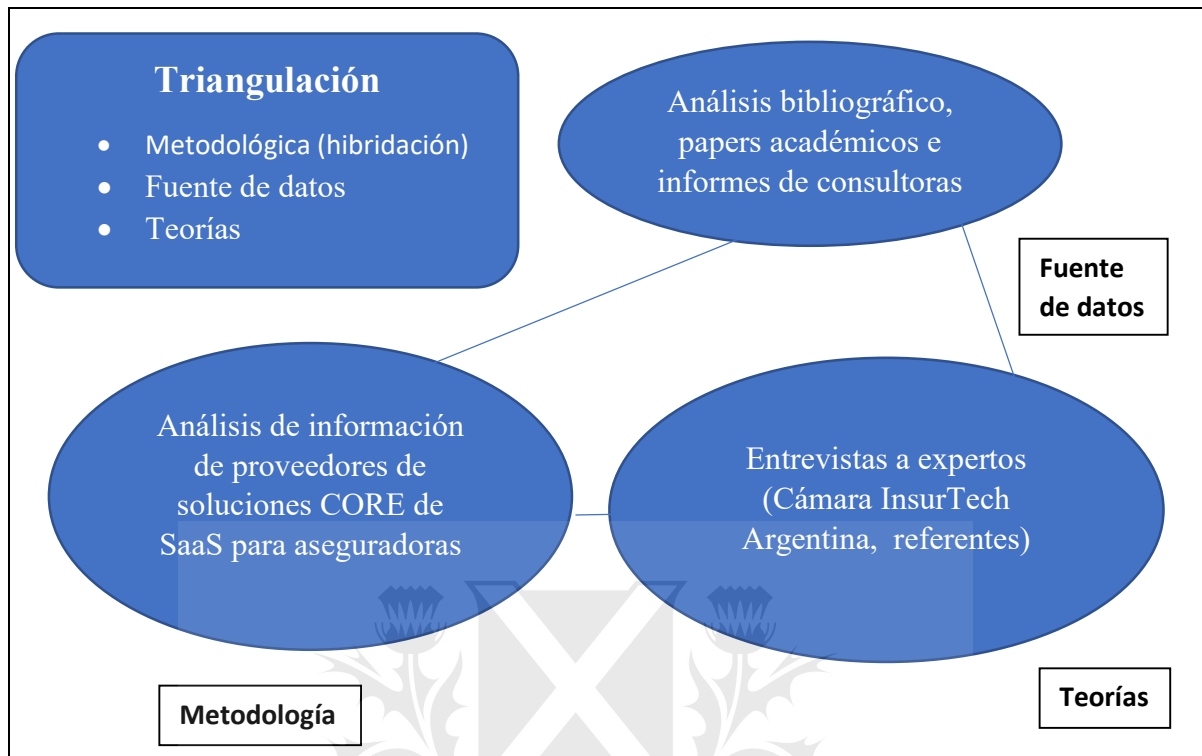 Triangulación
• Metodológica (hibridación)
• Fuente de datos
• Teorías
Análisis bibliográfico,
papers académicos e
informes de consultoras
Fuente
de datos
Análisis de información
de proveedores de
soluciones CORE de
SaaS para aseguradoras
Entrevistas a expertos
(Cámara InsurTech
Argentina, referentes)
Metodología
Teorías